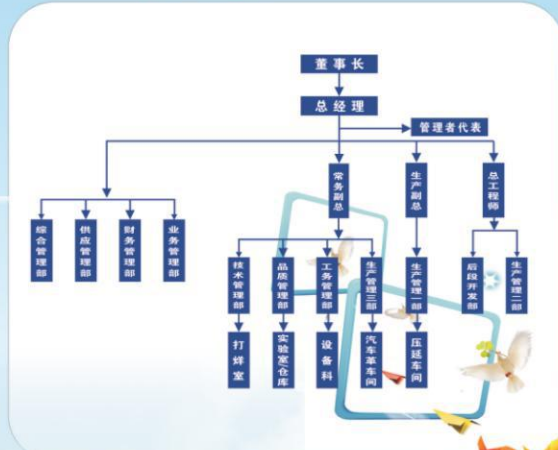 董事长
总经理
管理者代表
常务副总
生产副总
总工程师
综合管理部
供应管理部
财务管理部
业务管理部
技术管理部
品质管理部
工务管理部
生产管理三部
生产管理一部
后段开发部
生产管理二部
打样室
实验室/仓库
设备科
汽车革车间
压延车间